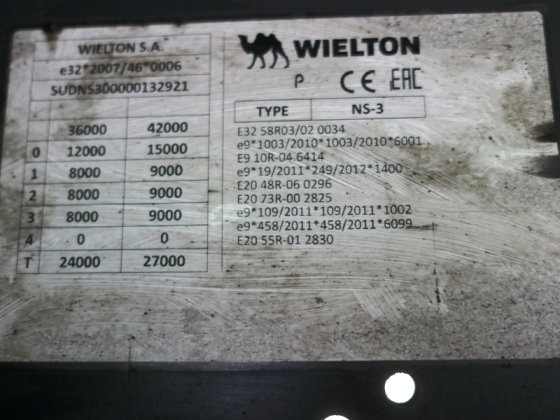 WIELTON S.A.
e32*2007/46*0006
SUDNS300000132921
36000 42000
0 12000 15000
1 8000 9000
2 8000 9000
3 8000 9000
4 0 0
T 24000 27000
WIELTON
P CE EAC
TYPE NS-3
E32 58R03/02 0034
e9*1003/2010*1003/2010*6001
E9 10R-04 6414
e9*19/2011*249/2012*1400
E20 48R-06 0296
E20 73R-00 2825
e9*109/2011*109/2011*1002
e9*458/2011*458/2011*6099
E20 55R-01 2830